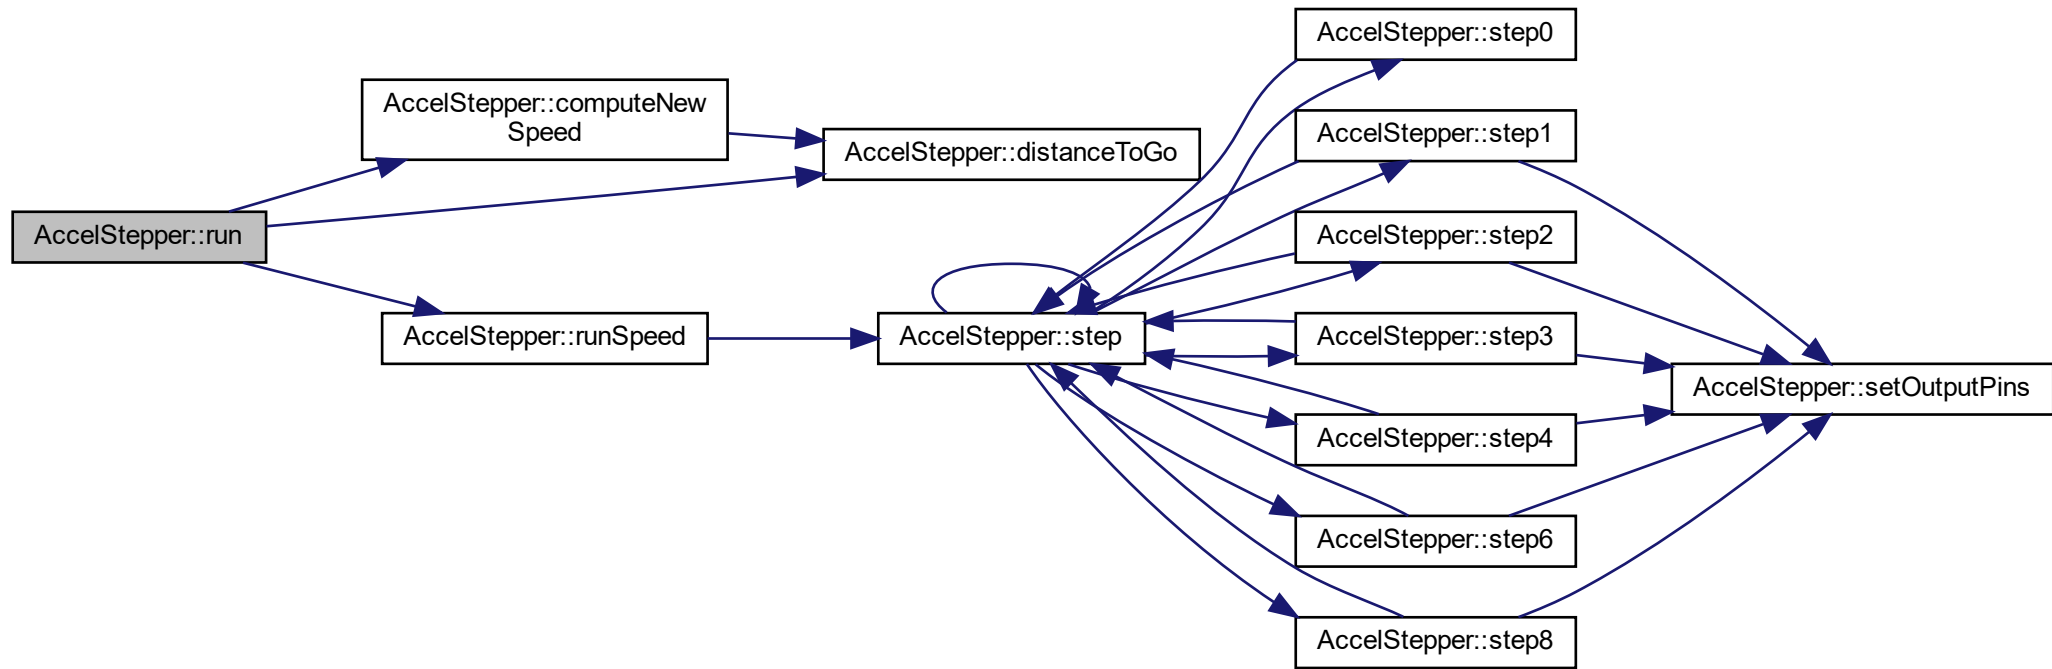 AccelStepper::run
AccelStepper::computeNew
Speed
AccelStepper::distanceToGo
AccelStepper::runSpeed
AccelStepper::step
AccelStepper::step0
AccelStepper::step1
AccelStepper::step2
AccelStepper::step3
AccelStepper::step4
AccelStepper::step6
AccelStepper::step8
AccelStepper::setOutputPins